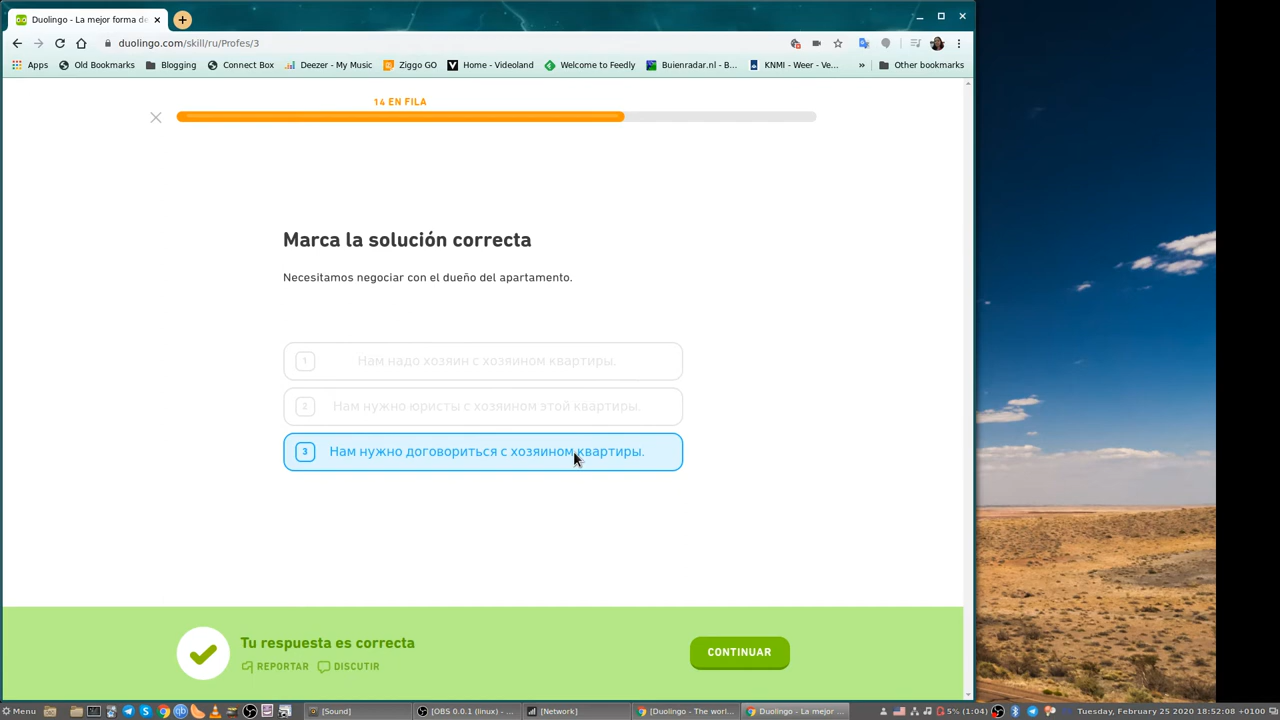 Duolingo - La mejor forma de
duolingo.com/skill/ru/Profes/3
Apps
Old Bookmarks
Blogging
Connect Box
Deezer - My Music
Ziggo GO
Home - Videoland
Welcome to Feedly
Buienradar.nl - B...
KNMI - Weer - Ve...
»
Other bookmarks
14 EN FILA
Marca la solución correcta
Necesitamos negociar con el dueño del apartamento.
1 Нам надо хозяин с хозяином квартиры.
2 Нам нужно юристы с хозяином этой квартиры.
3 Нам нужно договориться с хозяином квартиры.
Tu respuesta es correcta
REPORTAR
DISCUTIR
CONTINUAR
Menu
[Sound]
[OBS 0.0.1 (linux) - ...
[Network]
[Duolingo - The worl...
Duolingo - La mejor ...
5% (1:04)
Tuesday, February 25 2020 18:52:08 +0100